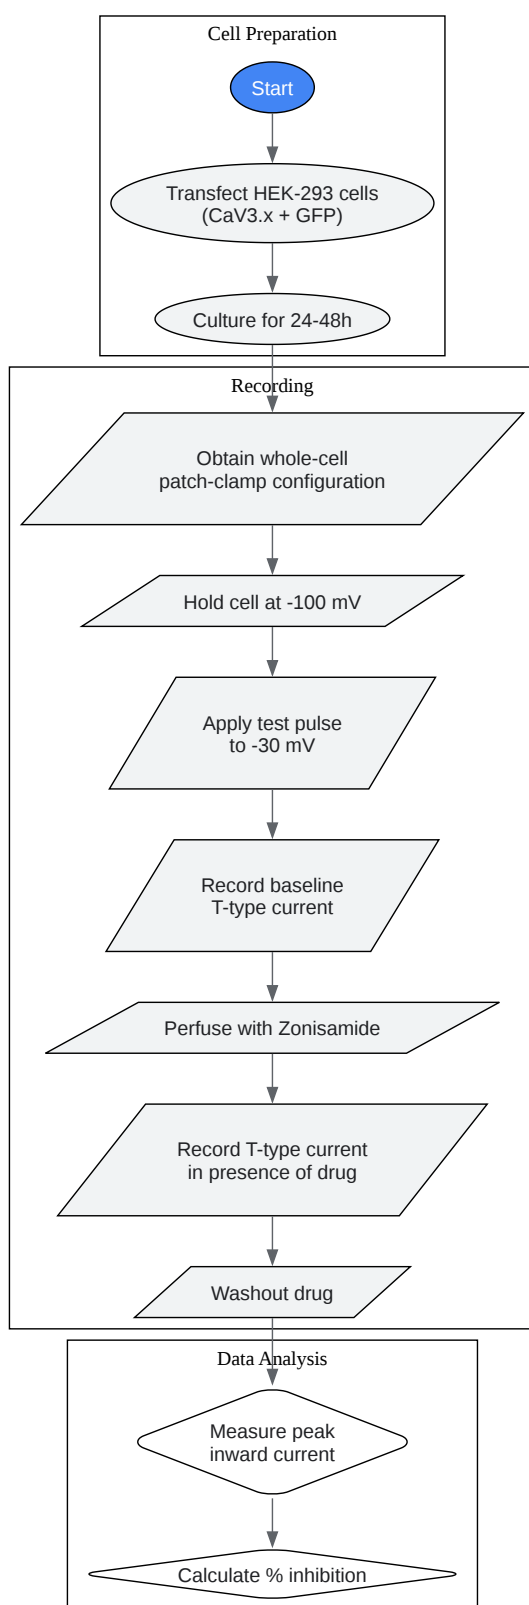 Cell Preparation
Start
Transfect HEK-293 cells
(CaV3.x + GFP)
Culture for 24-48h
Recording
Obtain whole-cell
patch-clamp configuration
Hold cell at -100 mV
Apply test pulse
to -30 mV
Record baseline
T-type current
Perfuse with Zonisamide
Record T-type current
in presence of drug
Washout drug
Data Analysis
Measure peak
inward current
Calculate % inhibition